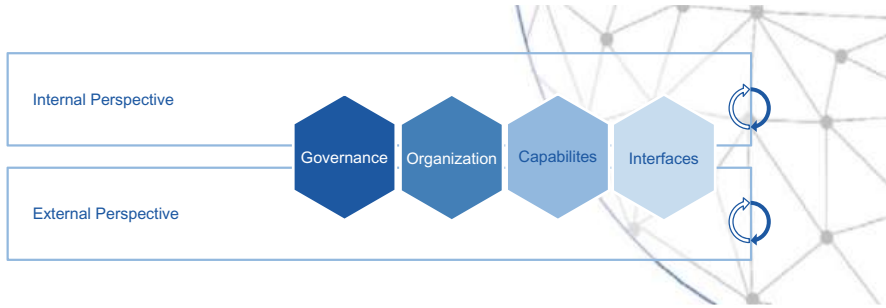 Internal Perspective
Governance
Organization
Capabilites
Interfaces
External Perspective